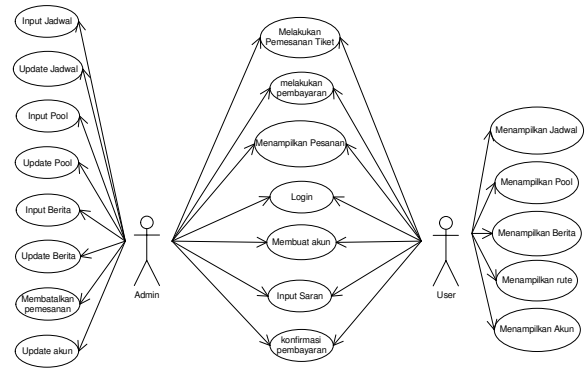 Input Jadwal
Update Jadwal
Input Pool
Update Pool
Input Berita
Update Berita
Membatalkan
pemesanan
Update akun
Admin
Melakukan
Pemesanan Tiket
melakukan
pembayaran
Menampilkan Pesanan
Login
Membuat akun
Input Saran
konfirmasi
pembayaran
User
Menampilkan Jadwal
Menampilkan Pool
Menampilkan Berita
Menampilkan rute
Menampilkan Akun